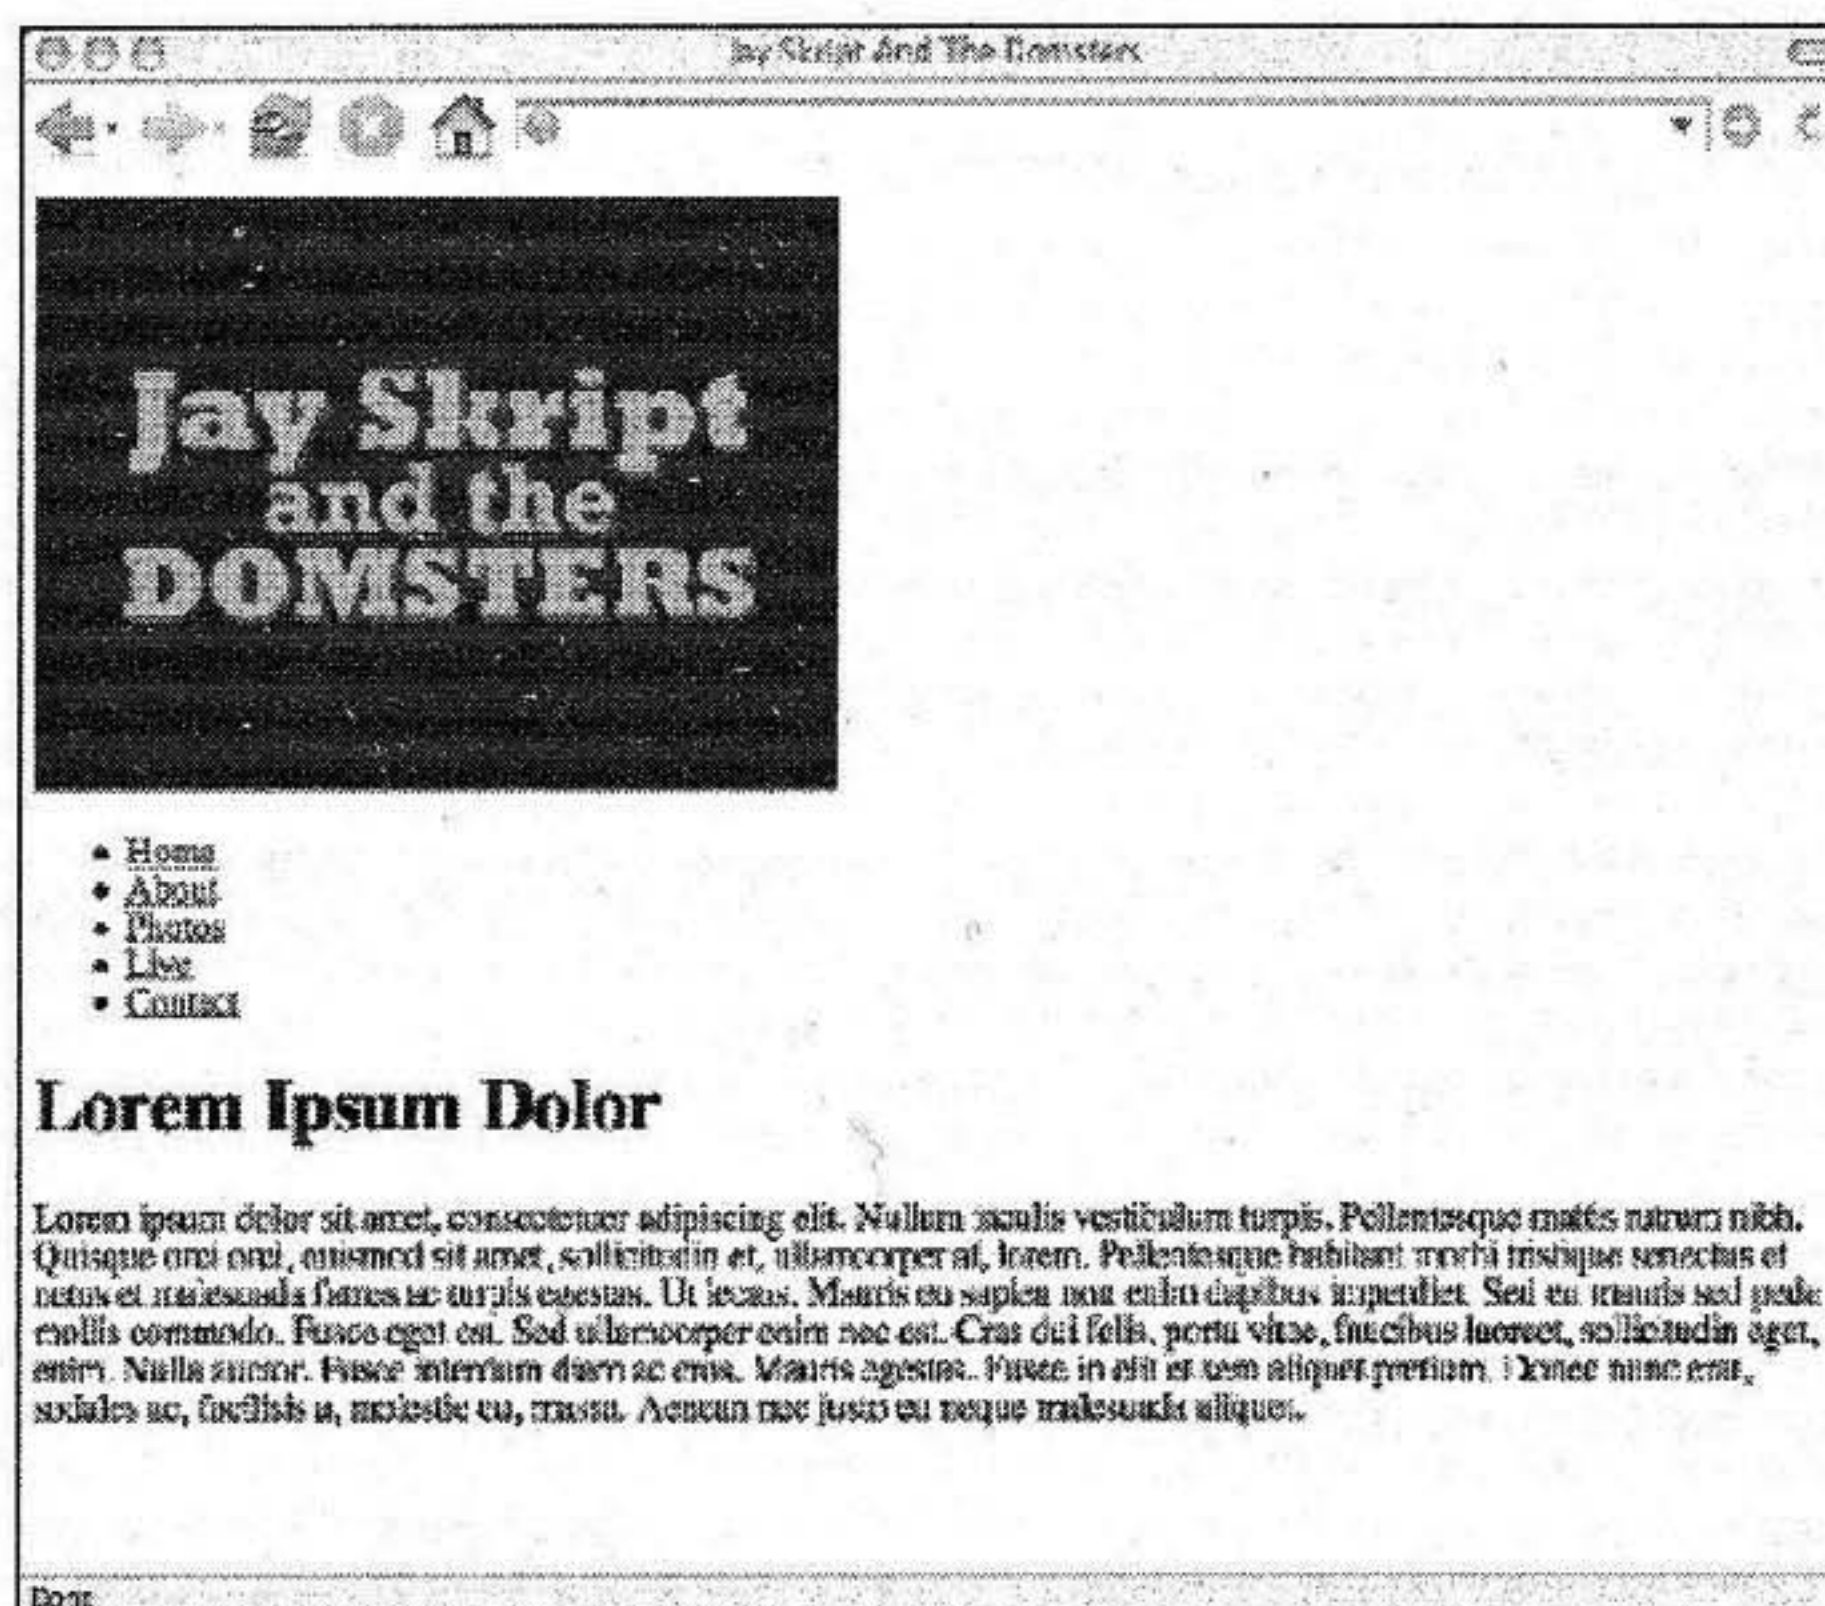 Jay Skript And The Domsters
Jay Skript
and the
DOMSTERS
Home
About
Photos
Live
Contact
Lorem Ipsum Dolor
Lorem ipsum dolor sit amet, consectetuer adipiscing elit. Nullam iaculis vestibulum turpis. Pellentesque mattis rutrum nibh.
Quisque orci orci, euismod sit amet, sollicitudin et, ullamcorper at, lorem. Pellentesque habitant morbi tristique senectus et
netus et malesuada fames ac turpis egestas. Ut lectus. Mauris eu sapien non enim dapibus imperdiet. Sed eu mauris sed pede
mollis commodo. Fusce eget est. Sed ullamcorper enim nec est. Cras dui felis, porta vitae, faucibus laoreet, sollicitudin eget,
enim. Nulla auctor. Fusce interdum diam ac eros. Mauris egestas. Fusce in elit et sem aliquet pretium. Donec nunc erat,
sodales ac, facilisis a, molestie eu, massa. Aenean nec justo eu neque malesuada aliquet.
Done